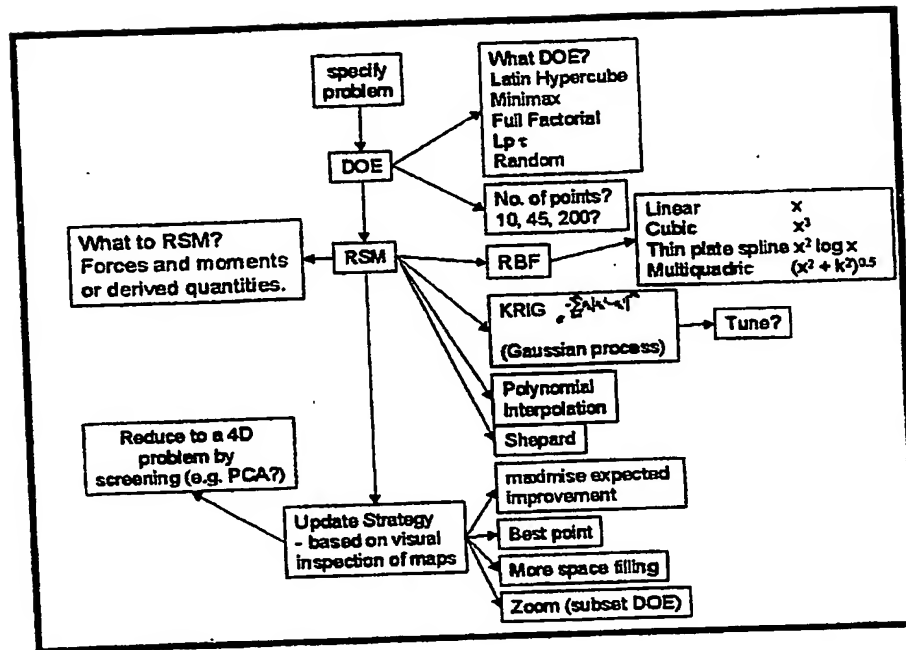 specify
problem
What DOE?
Latin Hypercube
Minimax
Full Factorial
Lp τ
Random
DOE
No. of points?
10, 45, 200?
What to RSM?
Forces and moments
or derived quantities.
RSM
RBF
Linear x
Cubic x³
Thin plate spline x² log x
Multiquadric (x² + k²)^0.5
KRIG
(Gaussian process)
Tune?
Polynomial
Interpolation
Shepard
Reduce to a 4D
problem by
screening (e.g. PCA?)
Update Strategy
- based on visual
inspection of maps
maximise expected
improvement
Best point
More space filling
Zoom (subset DOE)